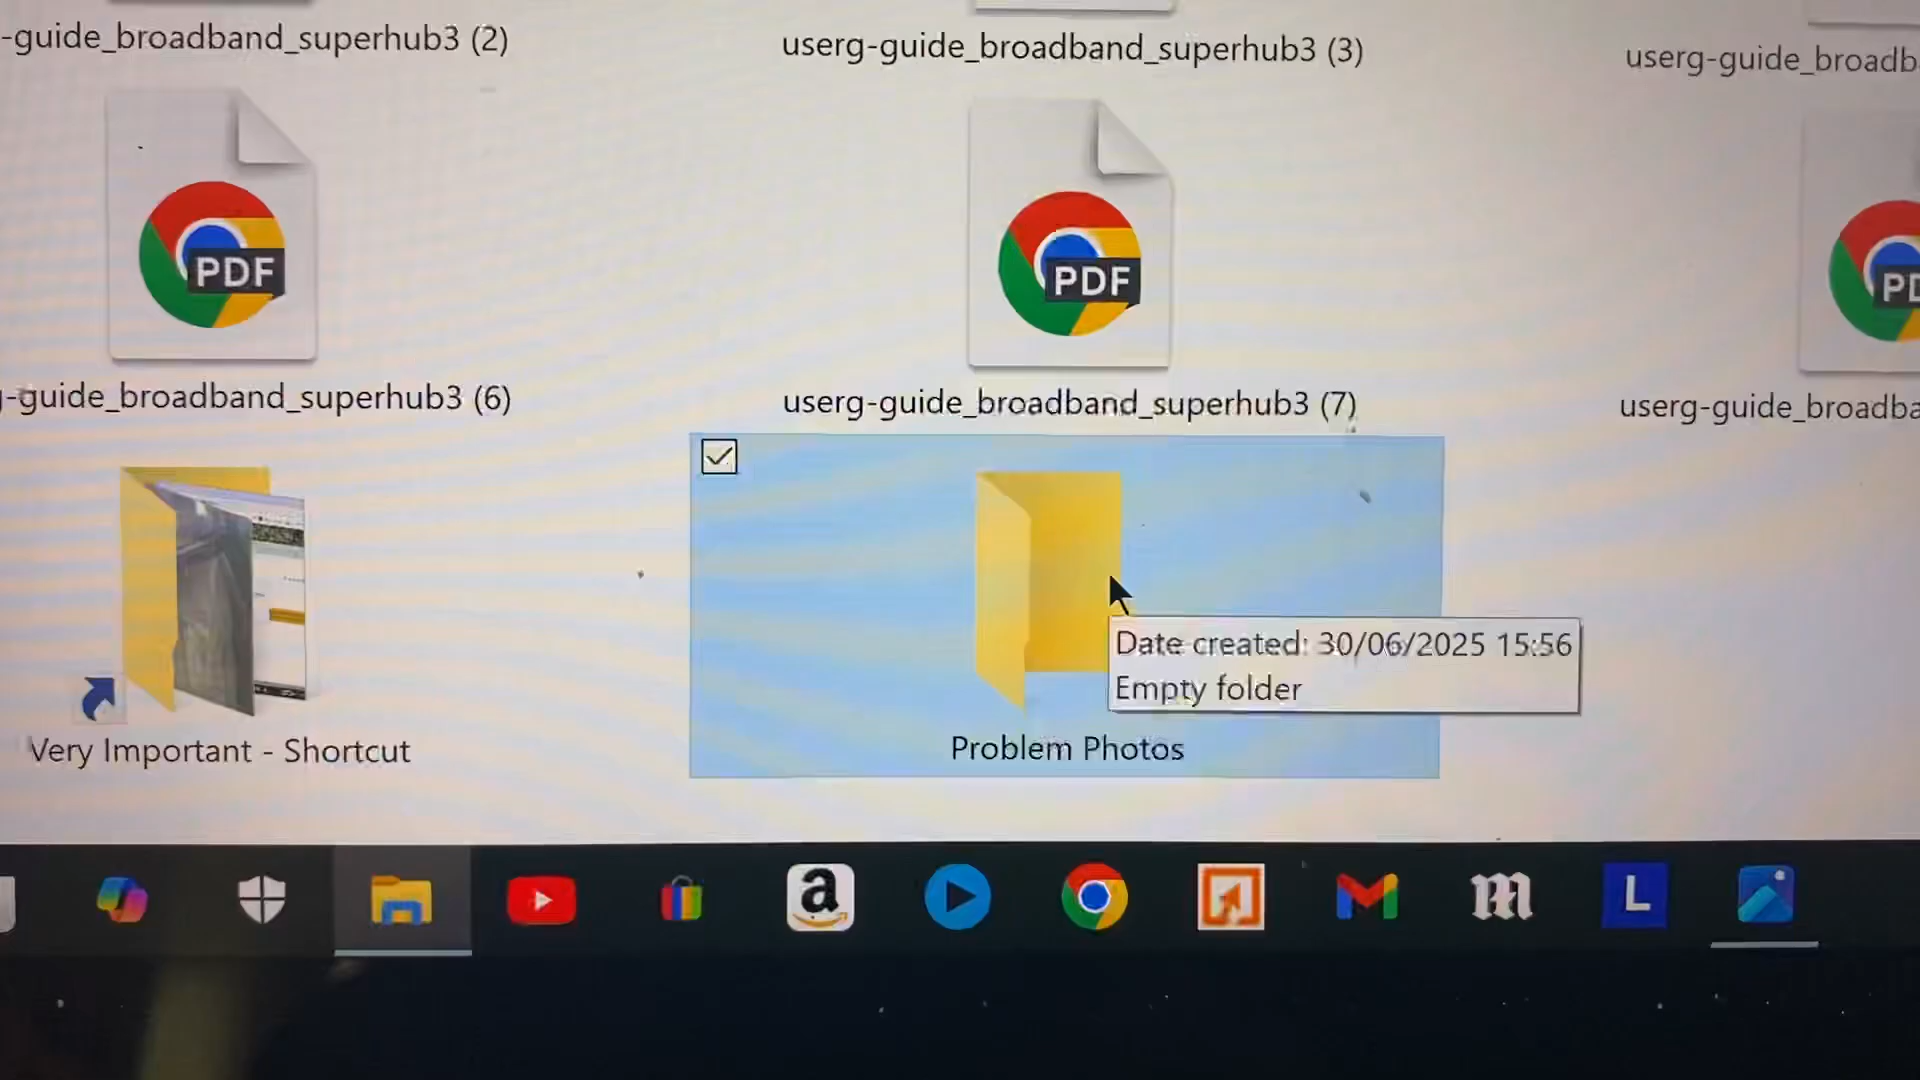 -guide_broadband_superhub3 (2)
userg-guide_broadband_superhub3 (3)
userg-guide_broadb
PDF
PDF
PD
-guide_broadband_superhub3 (6)
userg-guide_broadband_superhub3 (7)
userg-guide_broadba
Date created: 30/06/2025 15:56
Empty folder
Very Important - Shortcut
Problem Photos
a
m
L